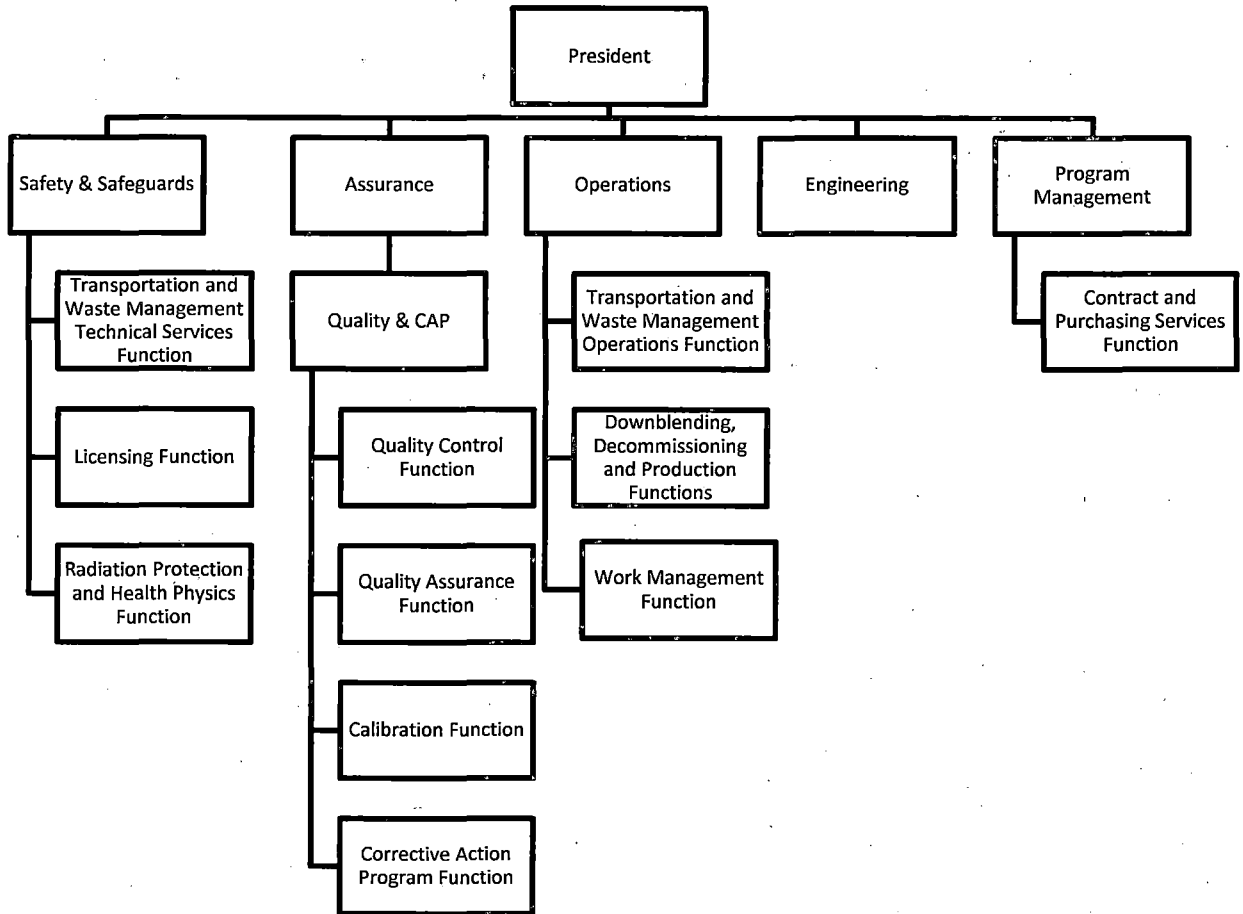 President
Safety & Safeguards
Assurance
Operations
Engineering
Program
Management
Transportation and
Waste Management
Technical Services
Function
Quality & CAP
Transportation and
Waste Management
Operations Function
Contract and
Purchasing Services
Function
Licensing Function
Quality Control
Function
Downblending,
Decommissioning
and Production
Functions
Radiation Protection
and Health Physics
Function
Quality Assurance
Function
Work Management
Function
Calibration Function
Corrective Action
Program Function